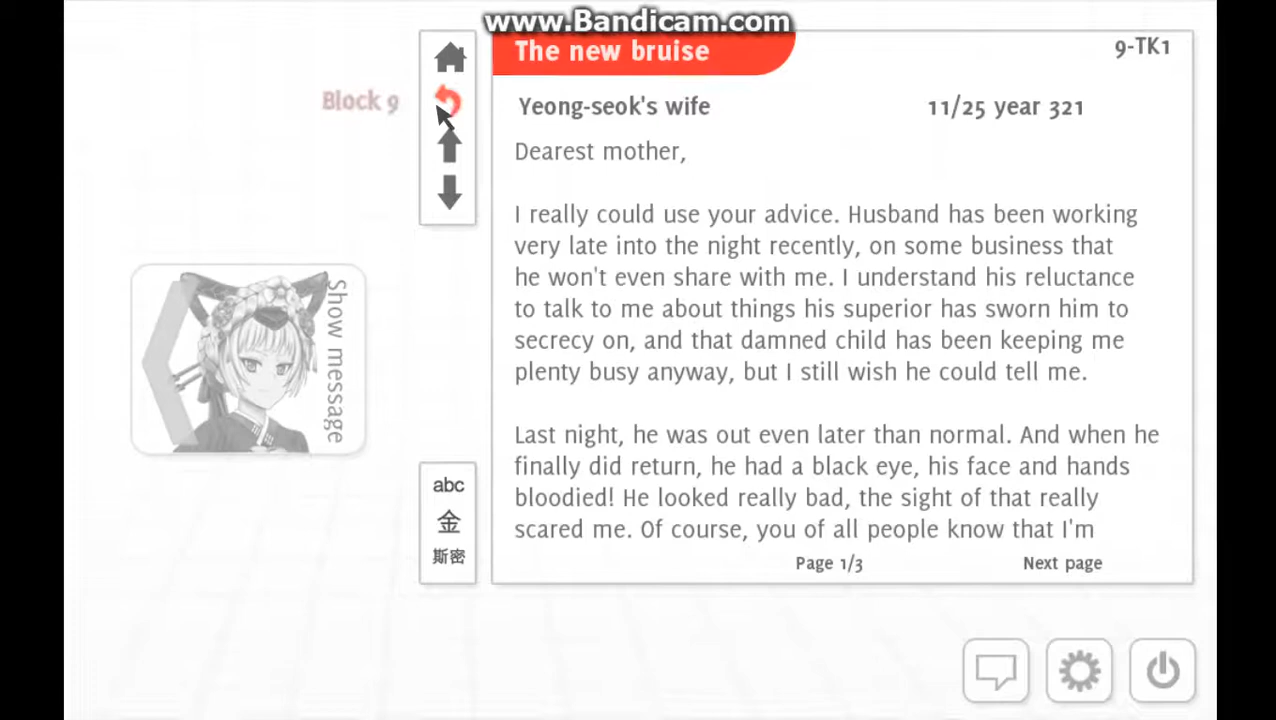 www.Bandicam.com
The new bruise
9-TK1
Block 9
Yeong-seok's wife
11/25 year 321
Dearest mother,
I really could use your advice. Husband has been working
very late into the night recently, on some business that
he won't even share with me. I understand his reluctance
to talk to me about things his superior has sworn him to
secrecy on, and that damned child has been keeping me
plenty busy anyway, but I still wish he could tell me.
Last night, he was out even later than normal. And when he
finally did return, he had a black eye, his face and hands
bloodied! He looked really bad, the sight of that really
scared me. Of course, you of all people know that I'm
Page 1/3
Next page
Show message
abc
金
斯密